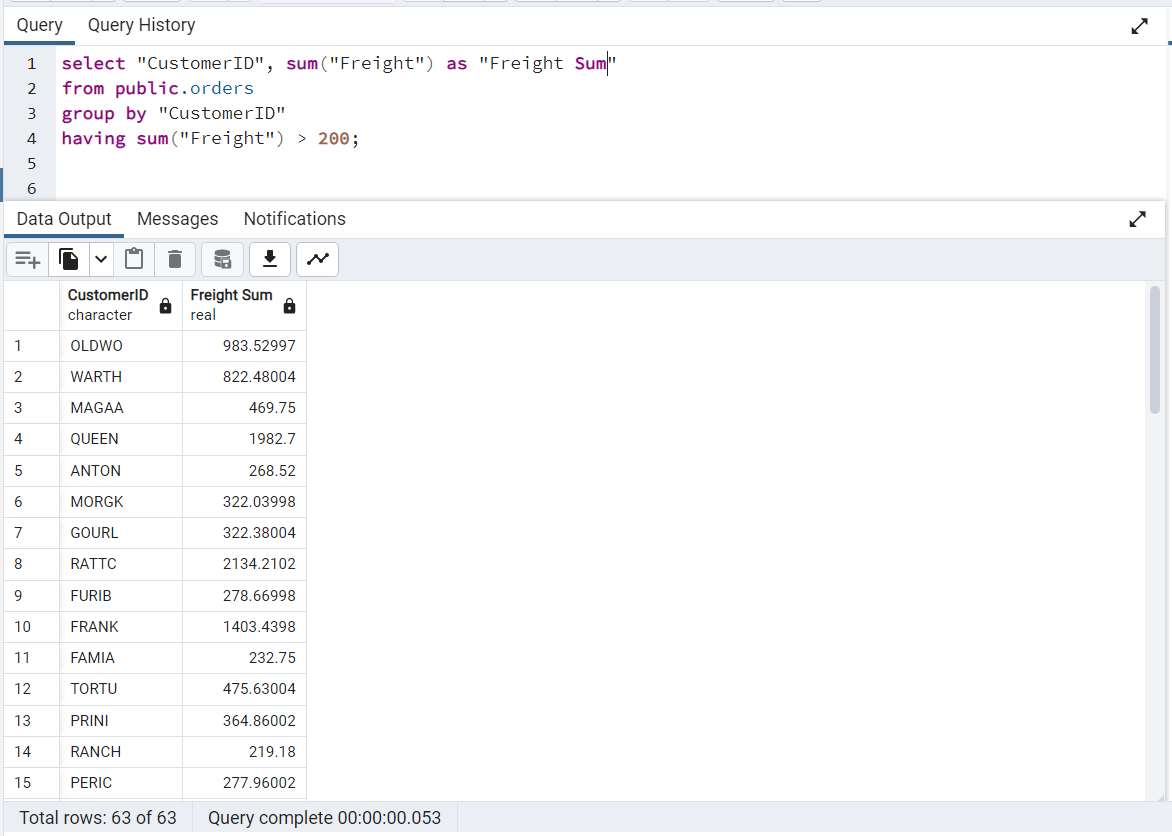 Query Query History
1 select "CustomerID", sum("Freight") as "Freight Sum"
2 from public.orders
3 group by "CustomerID"
4 having sum("Freight") > 200;
5
6
Data Output Messages Notifications
CustomerID Freight Sum
character real
1 OLDWO 983.52997
2 WARTH 822.48004
3 MAGAA 469.75
4 QUEEN 1982.7
5 ANTON 268.52
6 MORGK 322.03998
7 GOURL 322.38004
8 RATTC 2134.2102
9 FURIB 278.66998
10 FRANK 1403.4398
11 FAMIA 232.75
12 TORTU 475.63004
13 PRINI 364.86002
14 RANCH 219.18
15 PERIC 277.96002
Total rows: 63 of 63 Query complete 00:00:00.053